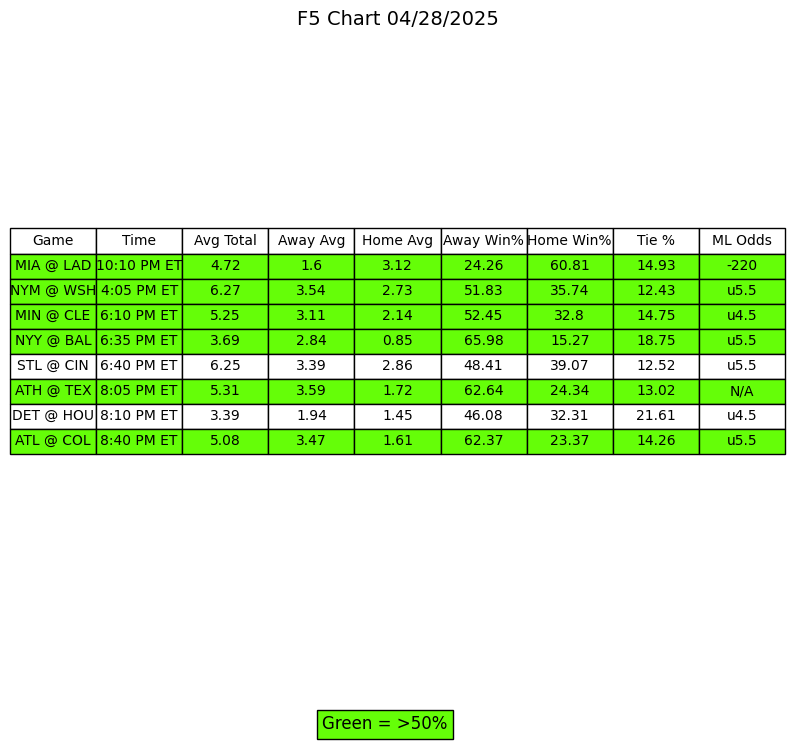 F5 Chart 04/28/2025
Game Time Avg Total Away Avg Home Avg Away Win% Home Win% Tie % ML Odds
MIA @ LAD 10:10 PM ET 4.72 1.6 3.12 24.26 60.81 14.93 -220
NYM @ WSH 4:05 PM ET 6.27 3.54 2.73 51.83 35.74 12.43 u5.5
MIN @ CLE 6:10 PM ET 5.25 3.11 2.14 52.45 32.8 14.75 u4.5
NYY @ BAL 6:35 PM ET 3.69 2.84 0.85 65.98 15.27 18.75 u5.5
STL @ CIN 6:40 PM ET 6.25 3.39 2.86 48.41 39.07 12.52 u5.5
ATH @ TEX 8:05 PM ET 5.31 3.59 1.72 62.64 24.34 13.02 N/A
DET @ HOU 8:10 PM ET 3.39 1.94 1.45 46.08 32.31 21.61 u4.5
ATL @ COL 8:40 PM ET 5.08 3.47 1.61 62.37 23.37 14.26 u5.5
Green = >50%